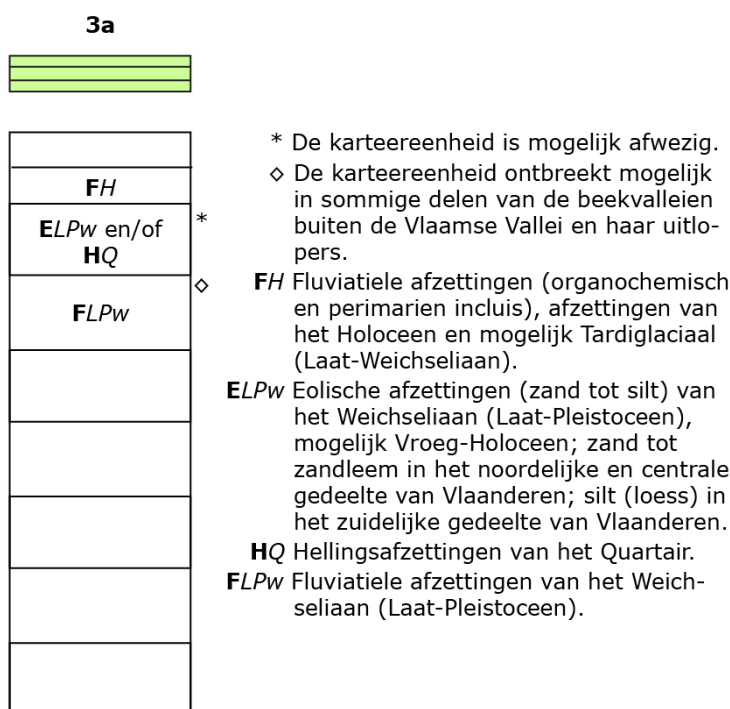 3a
FH
ELPw en/of
HQ
*
◇
FLPw
* De karteereenheid is mogelijk afwezig.
◇ De karteereenheid ontbreekt mogelijk
in sommige delen van de beekvalleien
buiten de Vlaamse Vallei en haar uitlo-
pers.
FH Fluviatiele afzettingen (organochemisch
en perimarien incluis), afzettingen van
het Holoceen en mogelijk Tardiglaciaal
(Laat-Weichseliaan).
ELPw Eolische afzettingen (zand tot silt) van
het Weichseliaan (Laat-Pleistoceen),
mogelijk Vroeg-Holoceen; zand tot
zandleem in het noordelijke en centrale
gedeelte van Vlaanderen; silt (loess) in
het zuidelijke gedeelte van Vlaanderen.
HQ Hellingsafzettingen van het Quartair.
FLPw Fluviatiele afzettingen van het Weich-
seliaan (Laat-Pleistoceen).